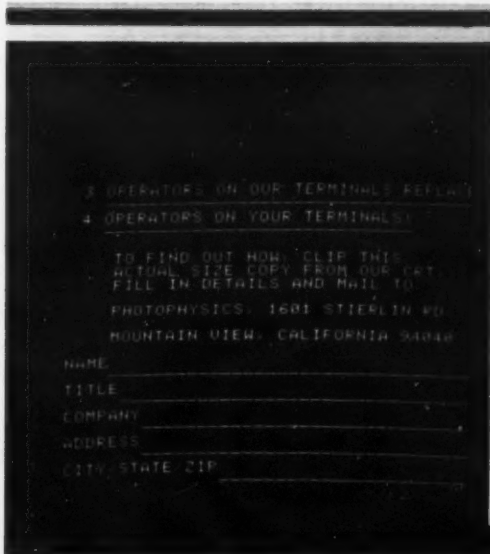 3 OPERATORS ON OUR TERMINALS REPLACE
4 OPERATORS ON YOUR TERMINALS!
TO FIND OUT HOW, CLIP THIS
ACTUAL SIZE COPY FROM OUR CRT.
FILL IN DETAILS AND MAIL TO
PHOTOPHYSICS, 1601 STIERLIN RD.
MOUNTAIN VIEW, CALIFORNIA 94040
NAME
TITLE
COMPANY
ADDRESS
CITY STATE ZIP